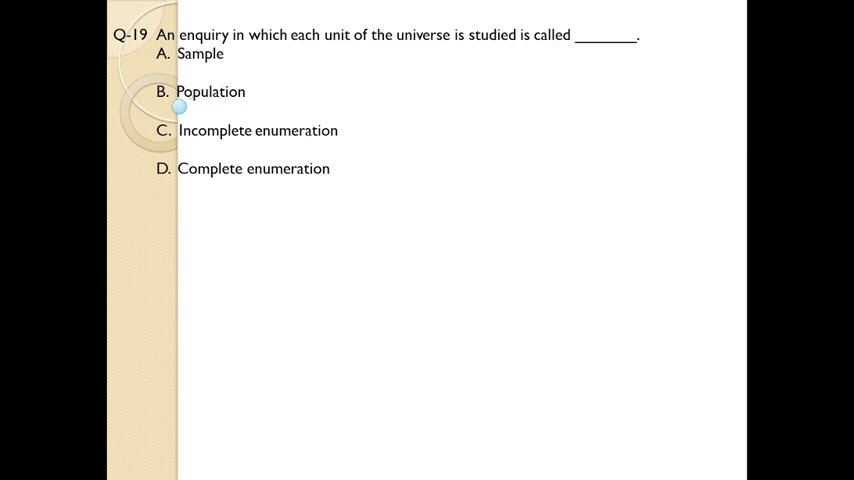 Q-19 An enquiry in which each unit of the universe is studied is called _______.
A. Sample
B. Population
C. Incomplete enumeration
D. Complete enumeration